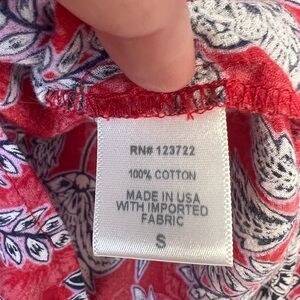 RN# 123722
100% COTTON
MADE IN USA
WITH IMPORTED
FABRIC
S